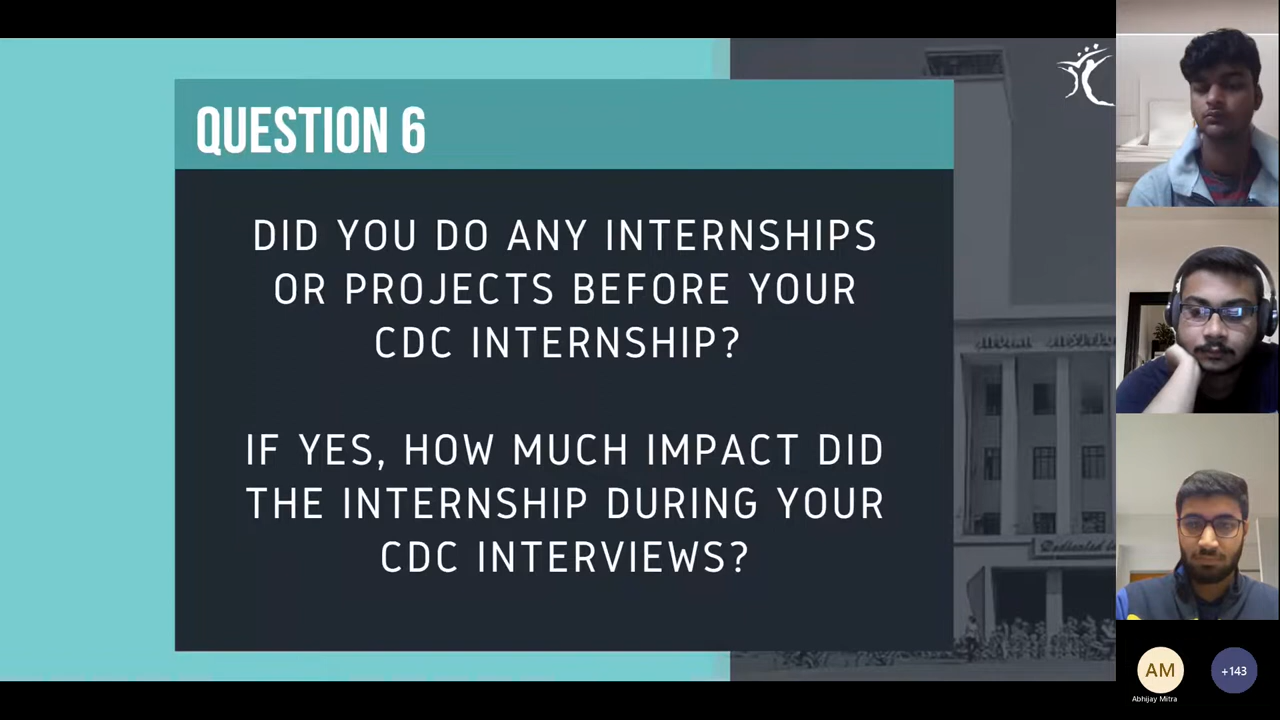 QUESTION 6
DID YOU DO ANY INTERNSHIPS
OR PROJECTS BEFORE YOUR
CDC INTERNSHIP?
IF YES, HOW MUCH IMPACT DID
THE INTERNSHIP DURING YOUR
CDC INTERVIEWS?
AM
Abhijay Mitra
+143